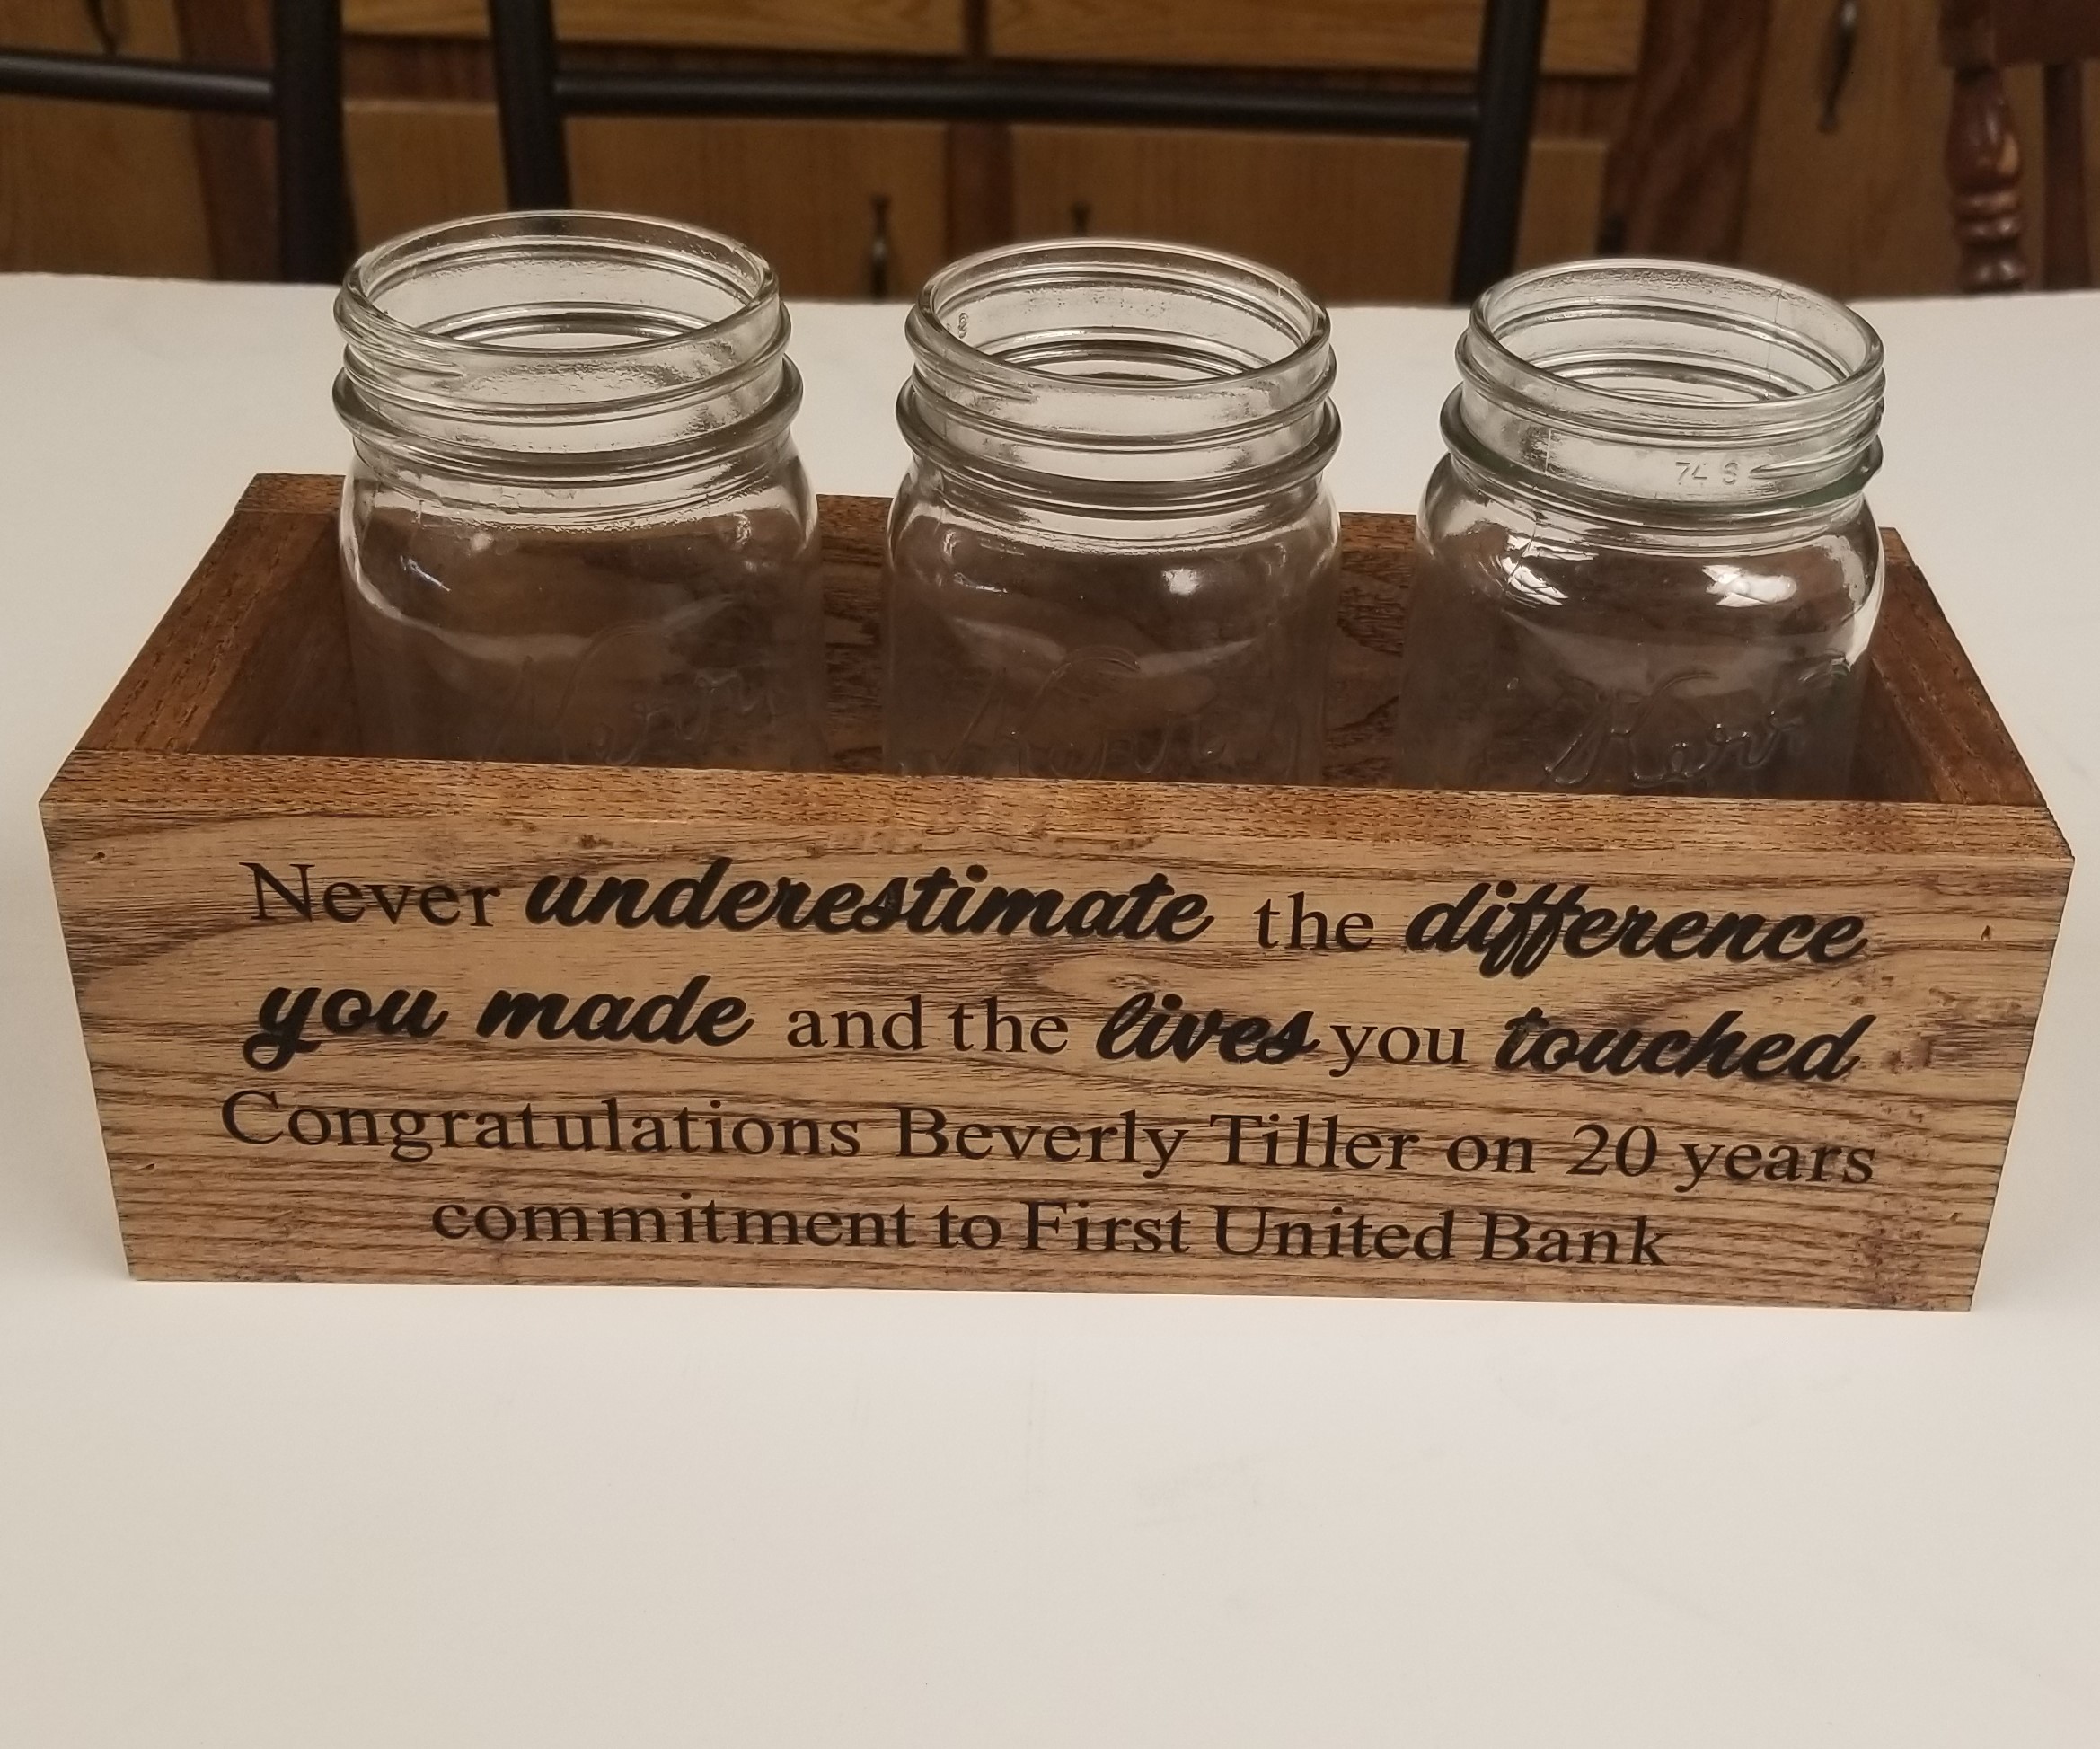 74 S
Kerr
Kerr
Kerr
Never underestimate the difference
you made and the lives you touched
Congratulations Beverly Tiller on 20 years
commitment to First United Bank